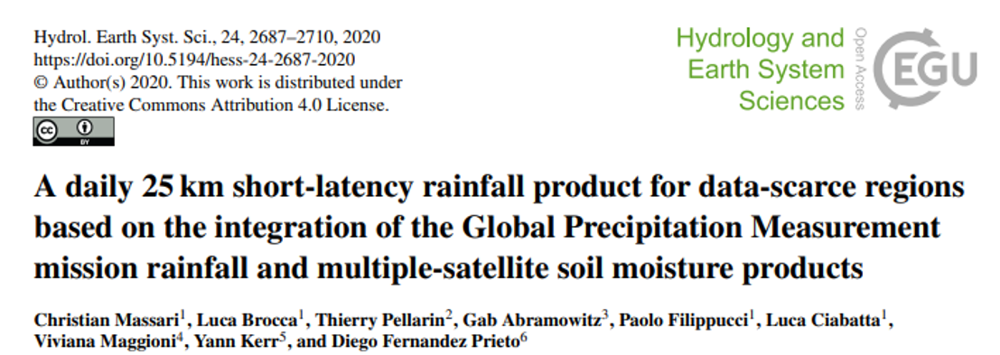 Hydrol. Earth Syst. Sci., 24, 2687–2710, 2020
https://doi.org/10.5194/hess-24-2687-2020
© Author(s) 2020. This work is distributed under
the Creative Commons Attribution 4.0 License.
cc BY
Hydrology and
Earth System
Sciences
Open Access
EGU
A daily 25 km short-latency rainfall product for data-scarce regions
based on the integration of the Global Precipitation Measurement
mission rainfall and multiple-satellite soil moisture products
Christian Massari¹, Luca Brocca¹, Thierry Pellarin², Gab Abramowitz³, Paolo Filippucci¹, Luca Ciabatta¹,
Viviana Maggioni⁴, Yann Kerr⁵, and Diego Fernandez Prieto⁶